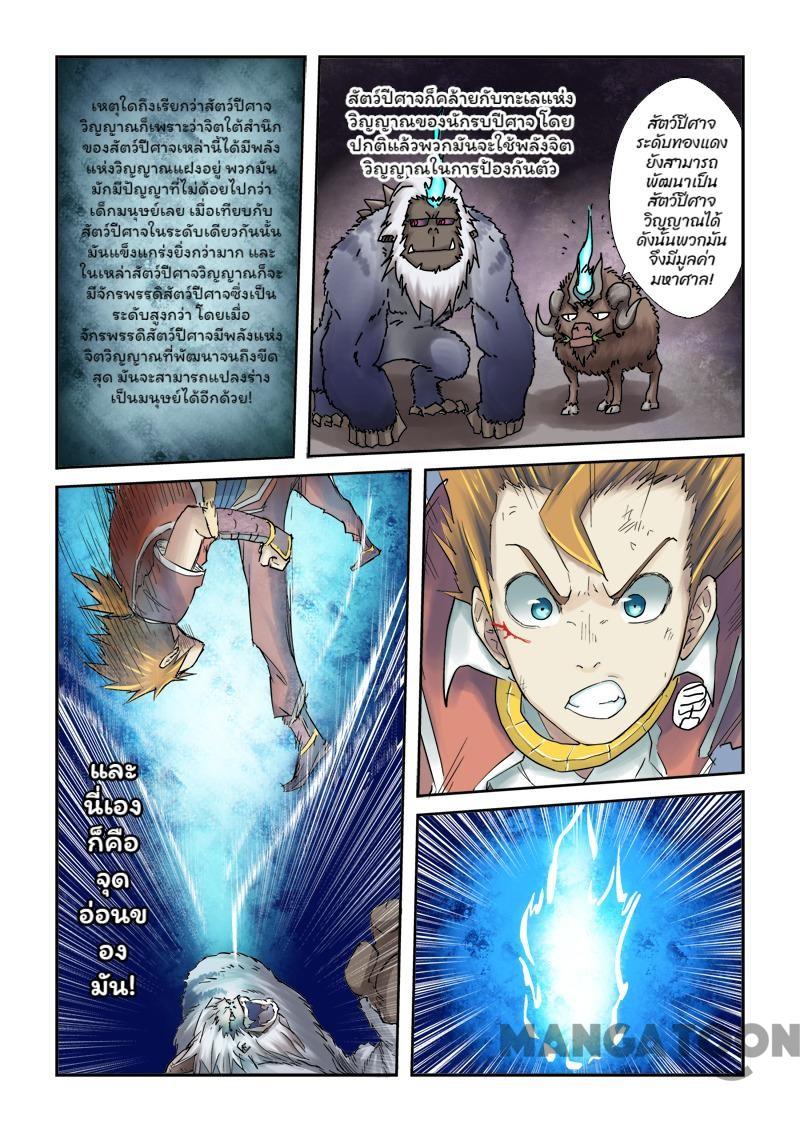 เหตุใดถึงเรียกว่าสัตว์ปีศาจ
วิญญาณก็เพราะว่าจิตใต้สำนึก
ของสัตว์ปีศาจเหล่านี้ได้มีพลัง
แห่งวิญญาณแฝงอยู่ พวกมัน
มักมีปัญญาที่ไม่ด้อยไปกว่า
เด็กมนุษย์เลย เมื่อเทียบกับ
สัตว์ปีศาจในระดับเดียวกันนั้น
มันแข็งแกร่งยิ่งกว่ามาก และ
ในเหล่าสัตว์ปีศาจวิญญาณก็จะ
มีจักรพรรดิสัตว์ปีศาจซึ่งเป็น
ระดับสูงกว่า โดยเมื่อ
จักรพรรดิสัตว์ปีศาจมีพลังแห่ง
จิตวิญญาณที่พัฒนาจนถึงขีด
สุด มันจะสามารถแปลงร่าง
เป็นมนุษย์ได้อีกด้วย!
สัตว์ปีศาจก็คล้ายกับทะเลแห่ง
วิญญาณของนักรบปีศาจ โดย
ปกติแล้วพวกมันจะใช้พลังจิต
วิญญาณในการป้องกันตัว
สัตว์ปีศาจ
ระดับทองแดง
ยังสามารถ
พัฒนาเป็น
สัตว์ปีศาจ
วิญญาณได้
ดังนั้นพวกมัน
จึงมีมูลค่า
มหาศาล!
และ
นี่เอง
ก็คือ
จุด
อ่อนข
อง
มัน!
MANGATOON